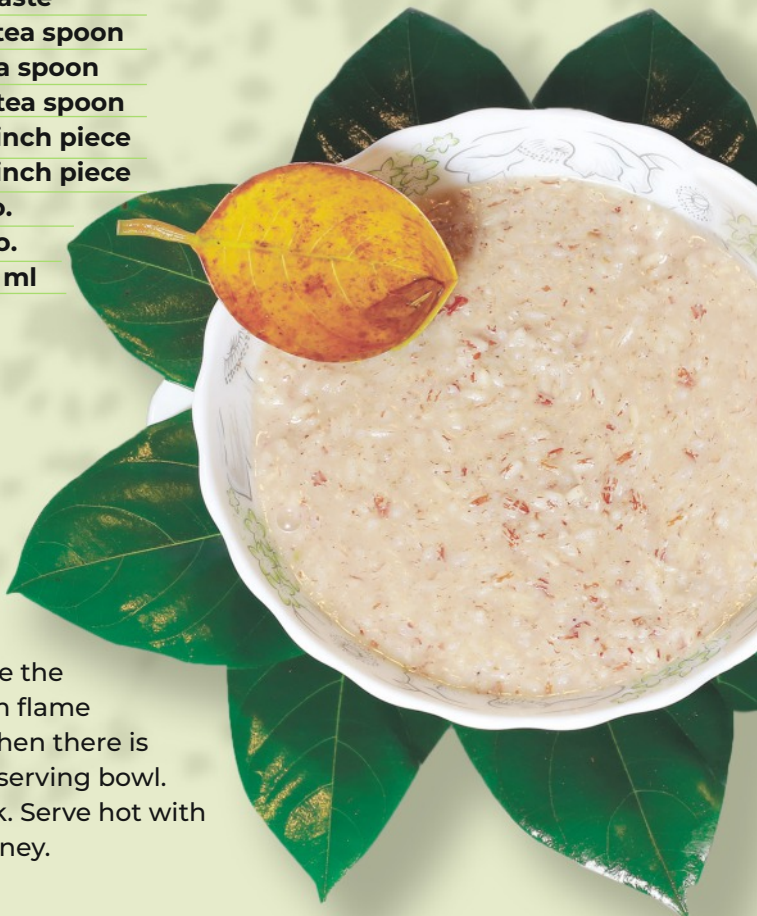 aste
tea spoon
a spoon
tea spoon
inch piece
inch piece
o.
o.
ml
e the
n flame
hen there is
serving bowl.
k. Serve hot with
ney.